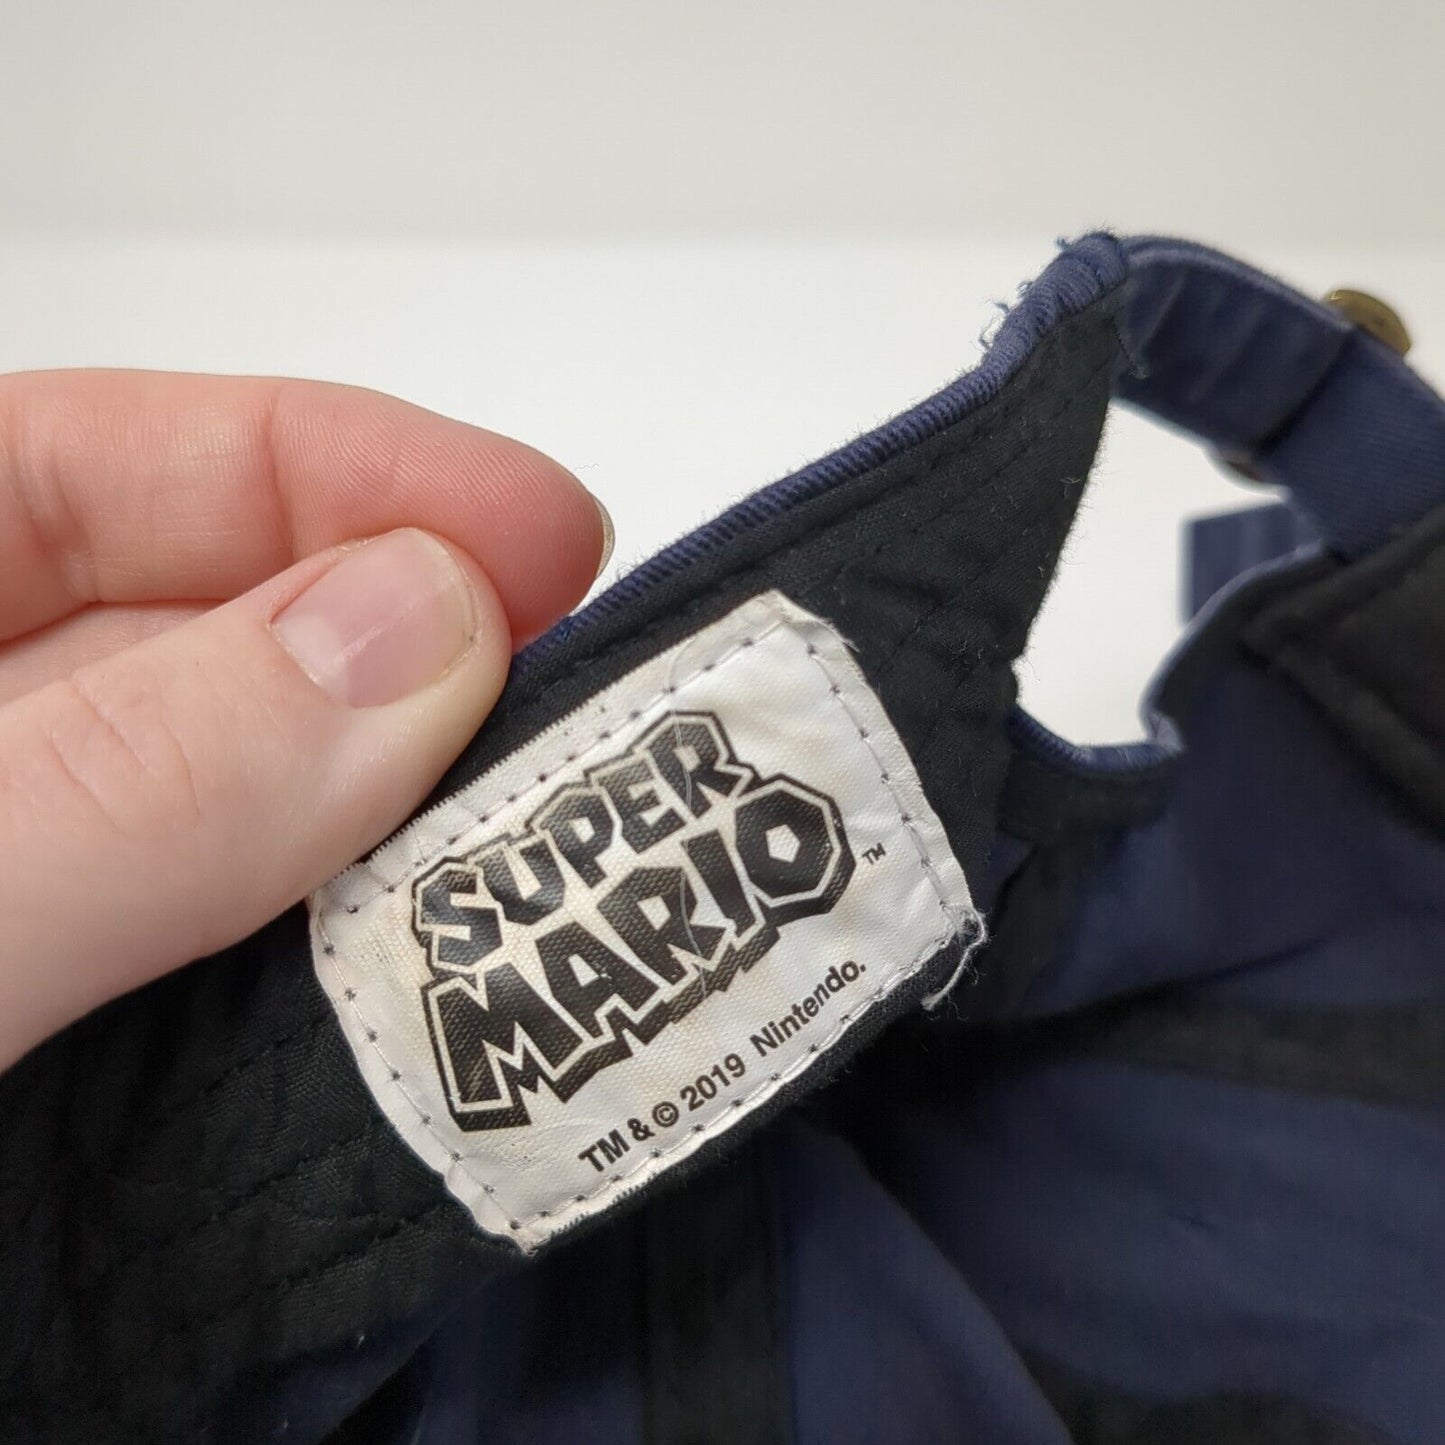 SUPER
MARIO™
TM & © 2019 Nintendo.